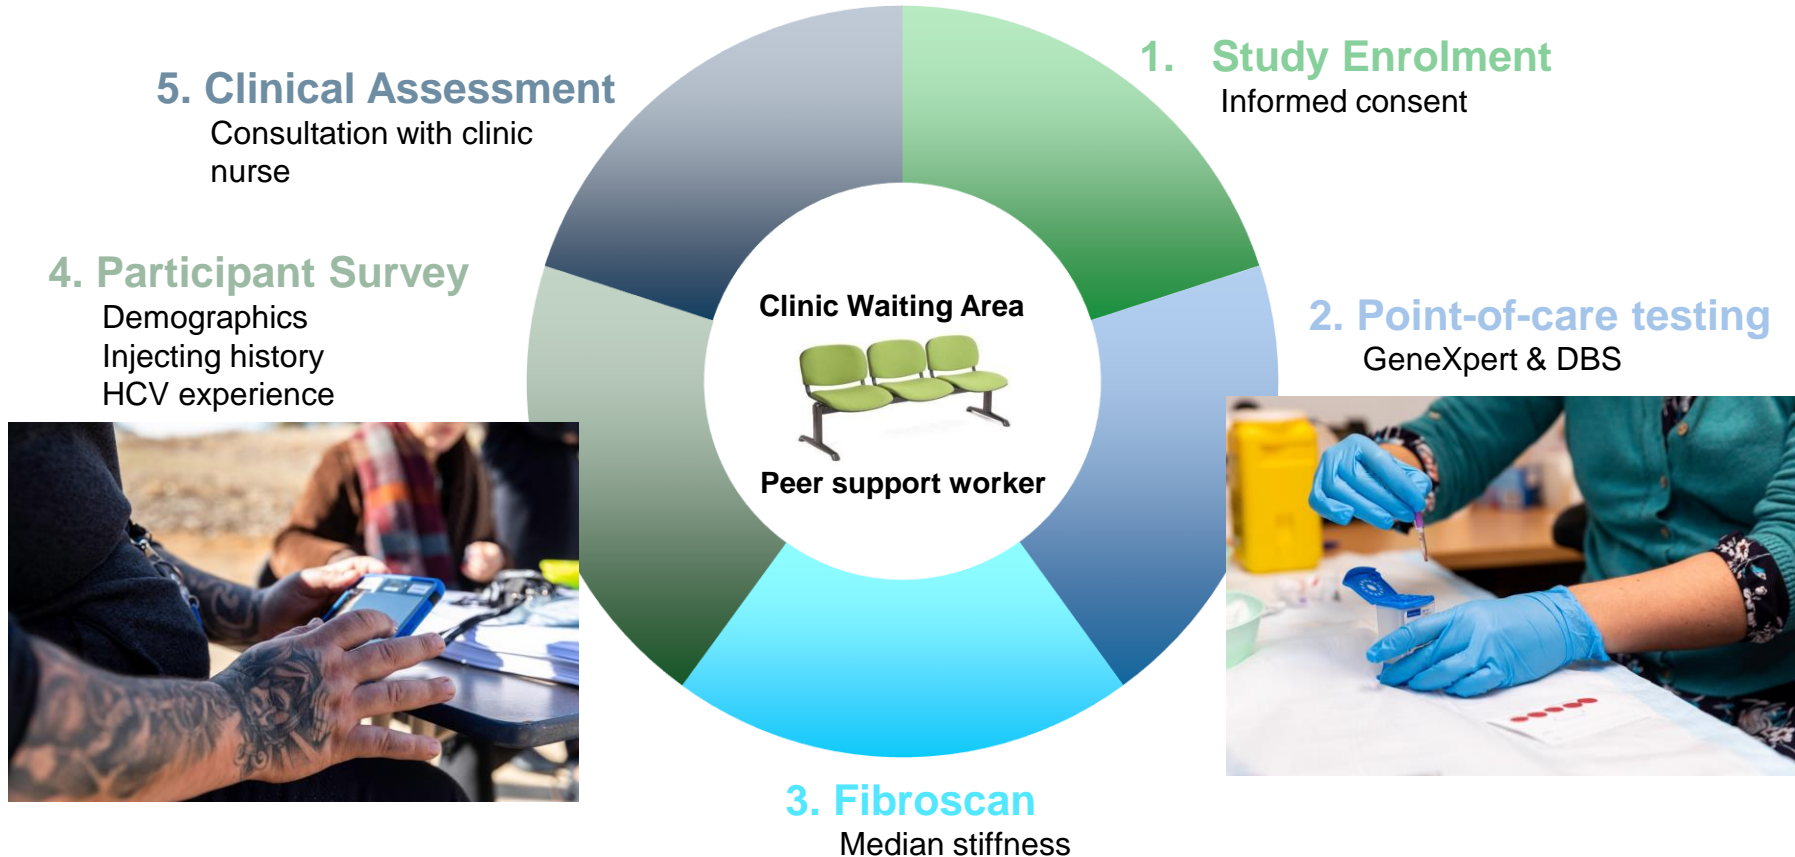 1. Study Enrolment
Informed consent
2. Point-of-care testing
GeneXpert & DBS
3. Fibroscan
Median stiffness
4. Participant Survey
Demographics
Injecting history
HCV experience
5. Clinical Assessment
Consultation with clinic
nurse
Clinic Waiting Area
Peer support worker